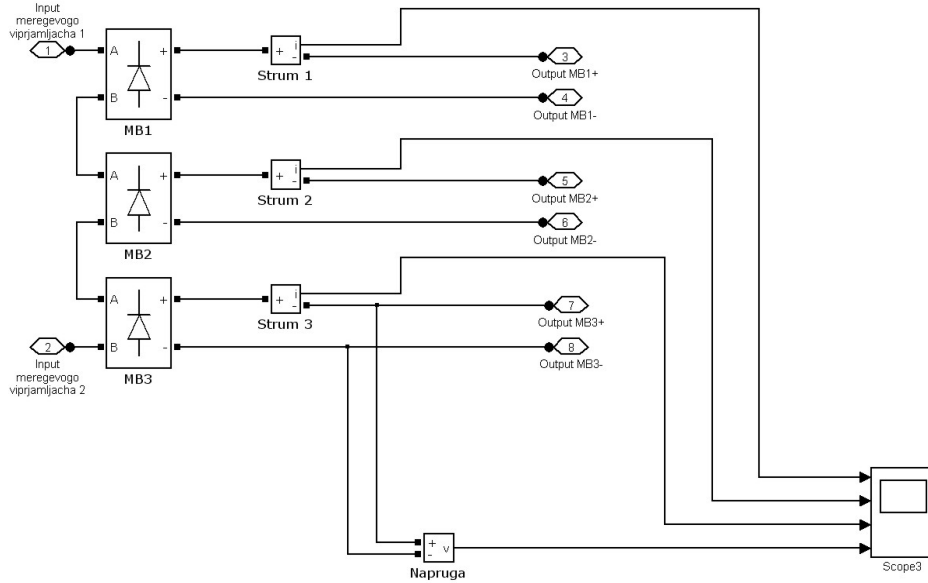 Input
meregevogo
viprjamljacha 1
1
A
+
B
-
MB1
+
i
-
Strum 1
3
Output MB1+
4
Output MB1-
A
+
B
-
MB2
+
i
-
Strum 2
5
Output MB2+
6
Output MB2-
A
+
B
-
MB3
+
i
-
Strum 3
7
Output MB3+
8
Output MB3-
2
Input
meregevogo
viprjamljacha 2
+
-
v
Napruga
Scope3